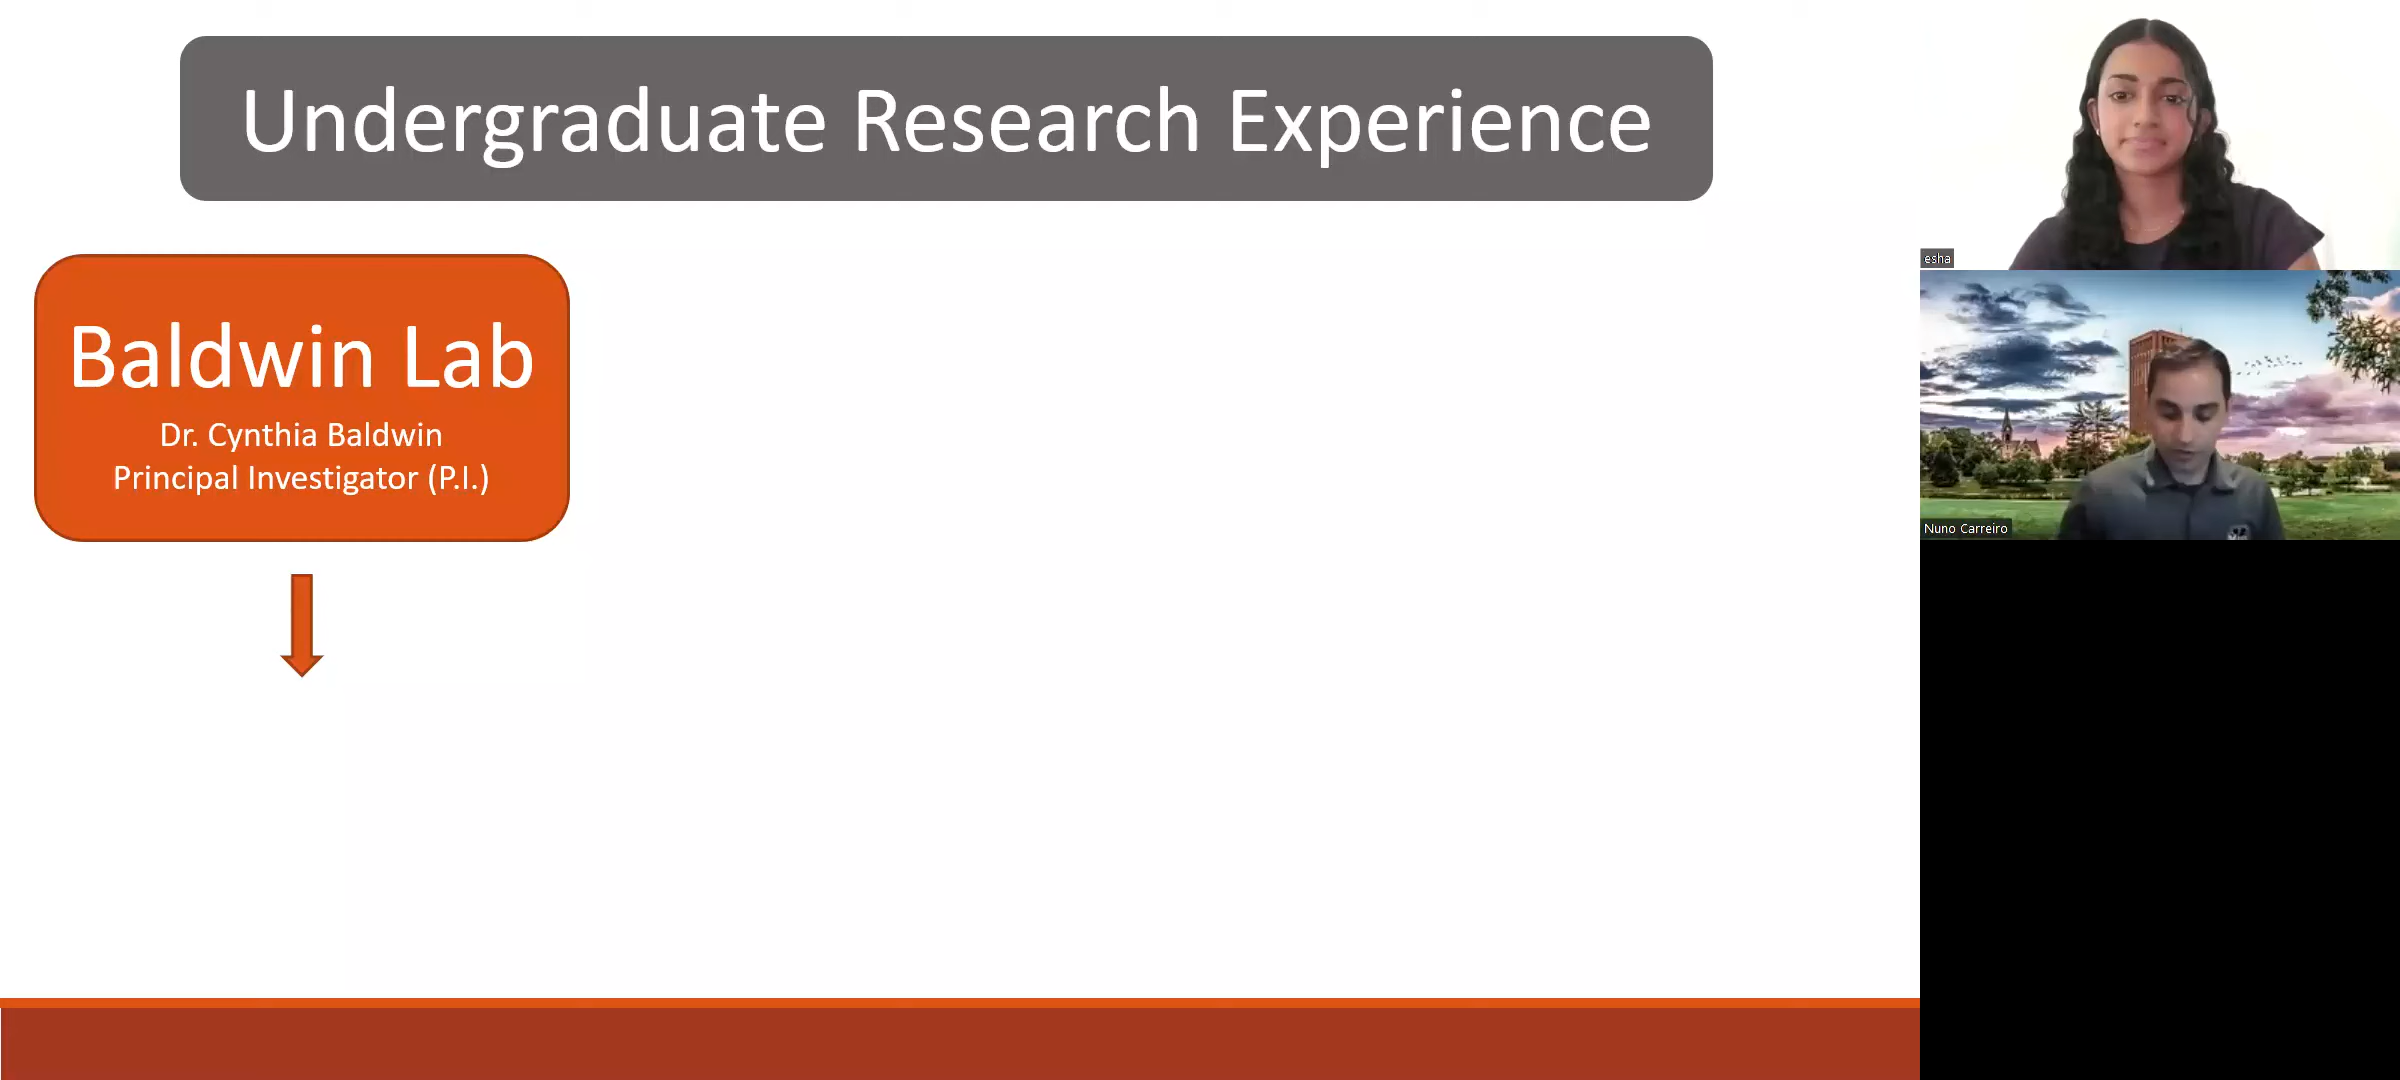 Undergraduate Research Experience
Baldwin Lab
Dr. Cynthia Baldwin
Principal Investigator (P.I.)
esha
Nuno Carreiro